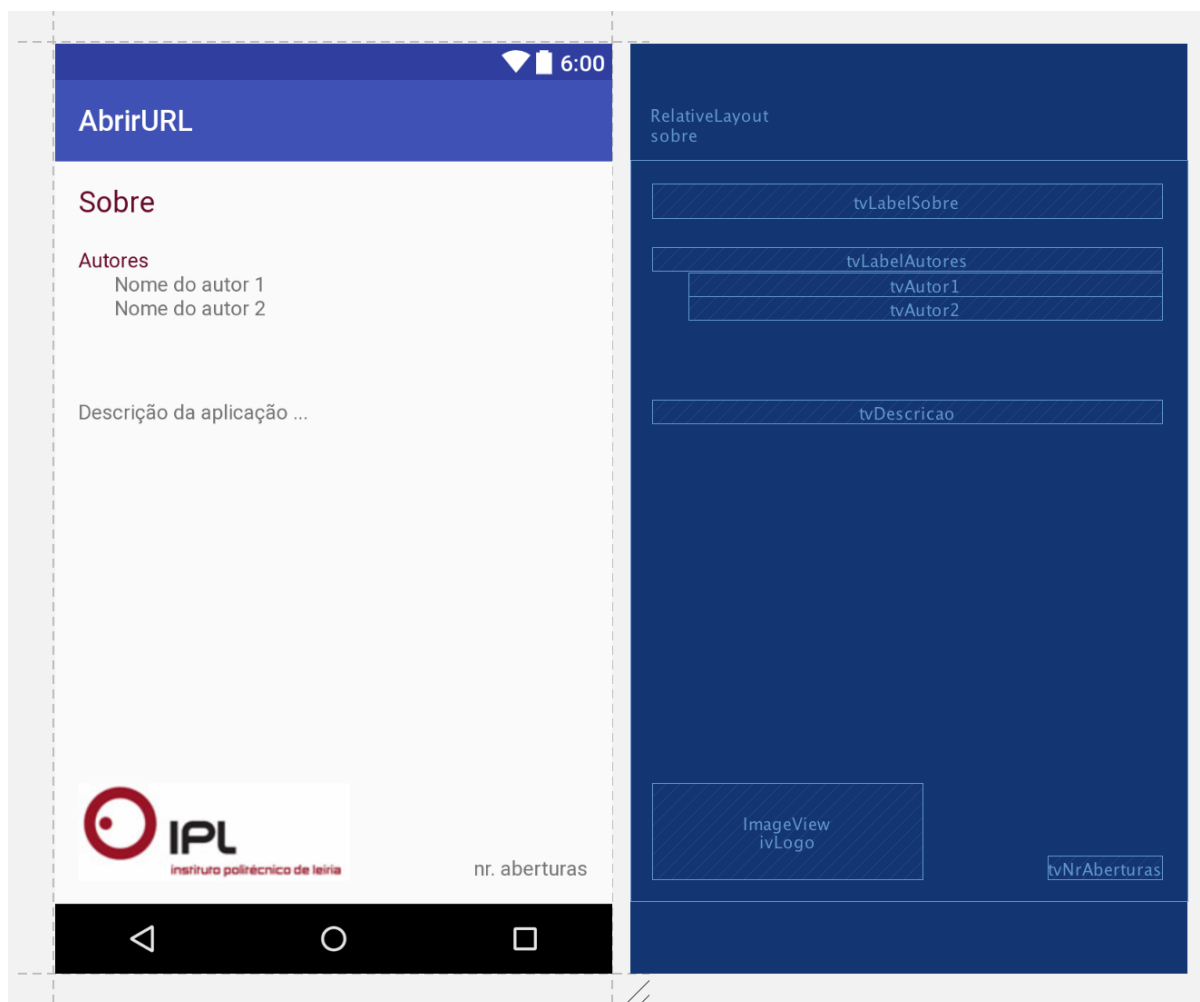 6:00
AbrirURL
Sobre
Autores
Nome do autor 1
Nome do autor 2
Descrição da aplicação ...
IPL
instituto politécnico de leiria
nr. aberturas
RelativeLayout
sobre
tvLabelSobre
tvLabelAutores
tvAutor1
tvAutor2
tvDescricao
ImageView
ivLogo
tvNrAberturas